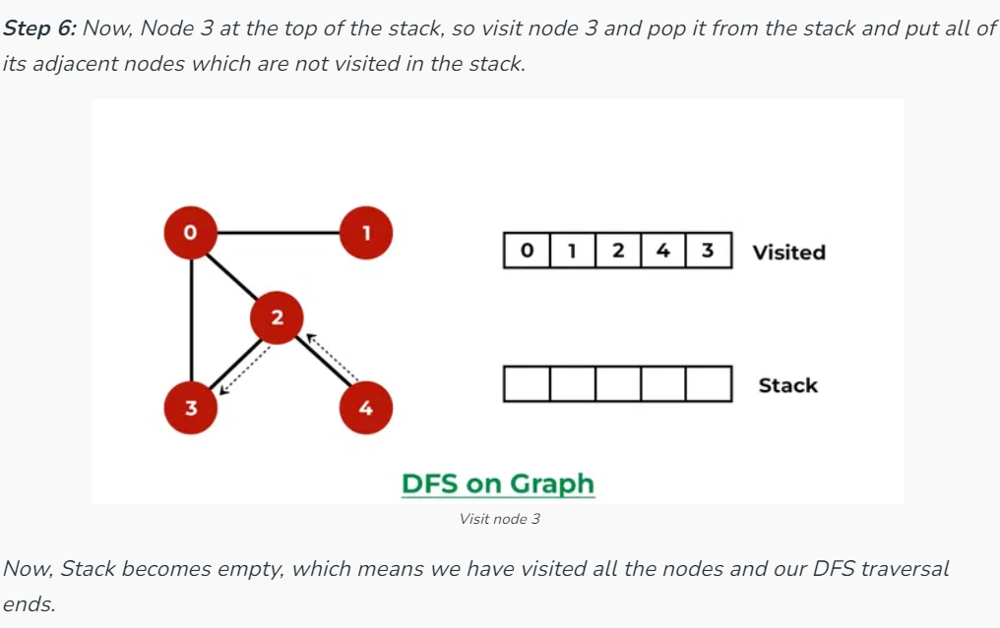 Step 6: Now, Node 3 at the top of the stack, so visit node 3 and pop it from the stack and put all of
its adjacent nodes which are not visited in the stack.
0
1
0 1 2 4 3 Visited
2
3
4
Stack
DFS on Graph
Visit node 3
Now, Stack becomes empty, which means we have visited all the nodes and our DFS traversal
ends.